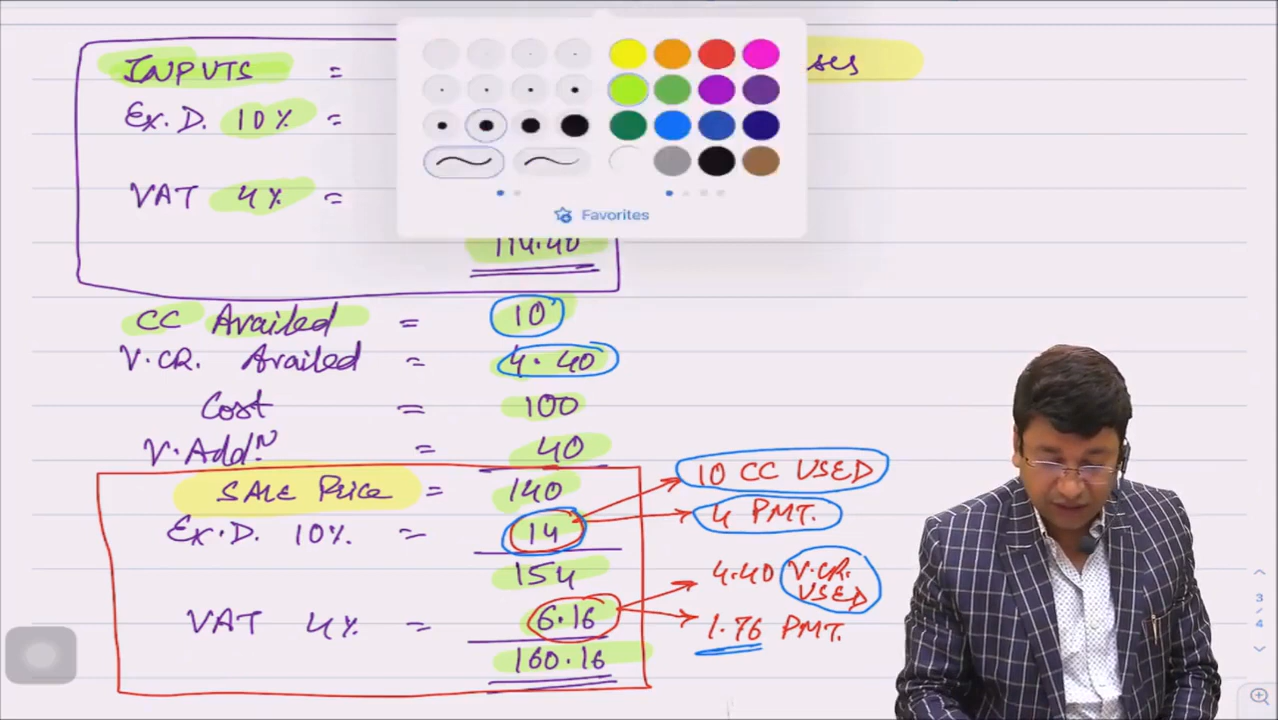 INPUTS =
Ex. D. 10% =
VAT 4% =
114.40
CC Availed = 10
V.CR. Availed = 4.40
Cost = 100
V.Addⁿ = 40
SALE Price = 140
Ex.D. 10% = 14
154
VAT 4% = 6.16
160.16
10 CC USED
4 PMT.
4.40 V.CR. USED
1.76 PMT.
Favorites
3
4